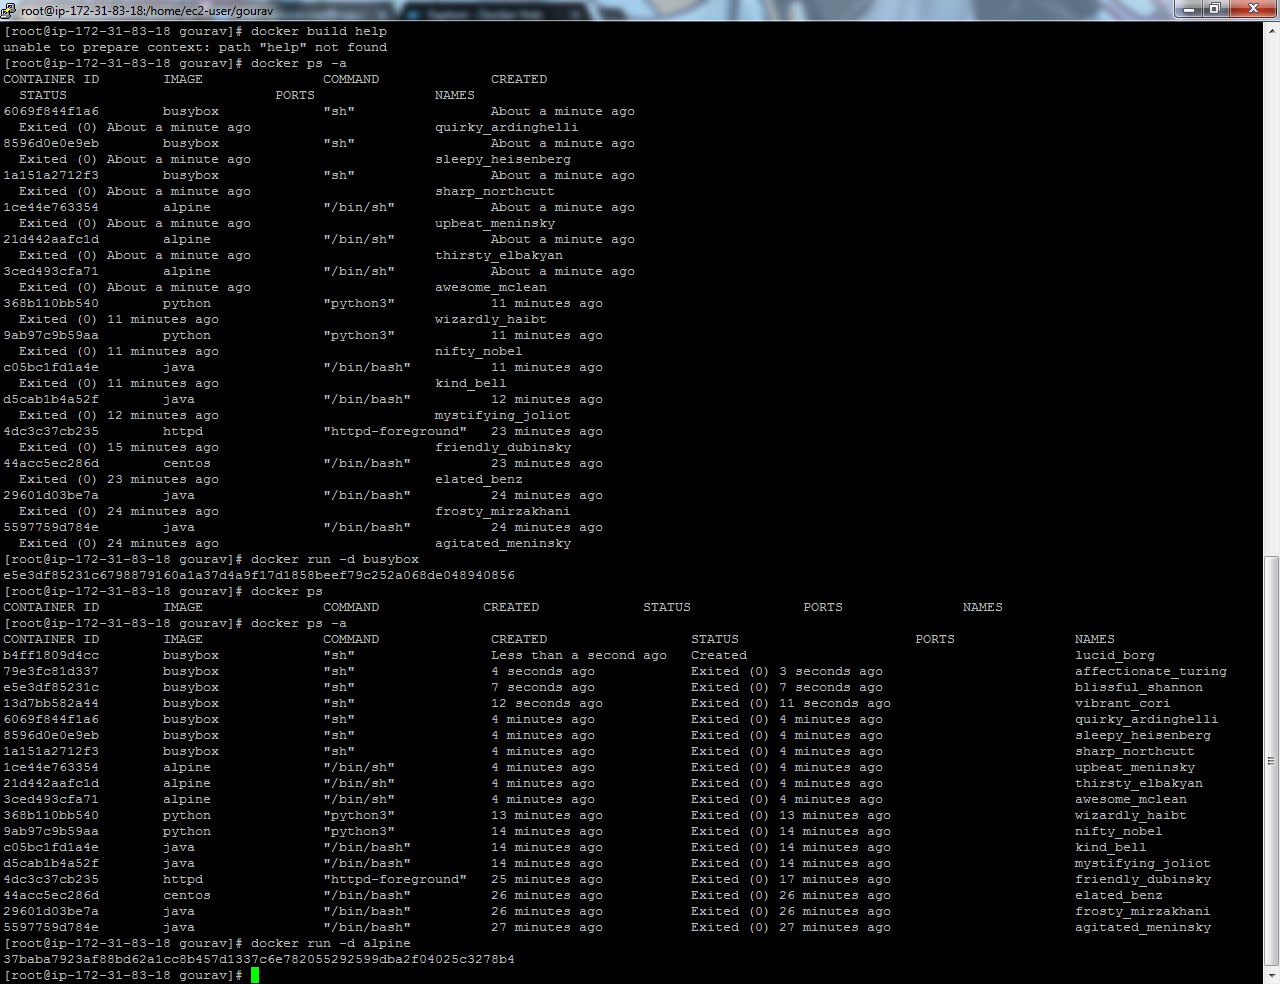 root@ip-172-31-83-18:/home/ec2-user/gourav
[root@ip-172-31-83-18 gourav]# docker build help
unable to prepare context: path "help" not found
[root@ip-172-31-83-18 gourav]# docker ps -a
CONTAINER ID        IMAGE               COMMAND              CREATED
  STATUS                          PORTS               NAMES
6069f844f1a6        busybox             "sh"                 About a minute ago
  Exited (0) About a minute ago                       quirky_ardinghelli
8596d0e0e9eb        busybox             "sh"                 About a minute ago
  Exited (0) About a minute ago                       sleepy_heisenberg
1a151a2712f3        busybox             "sh"                 About a minute ago
  Exited (0) About a minute ago                       sharp_northcutt
1ce44e763354        alpine              "/bin/sh"            About a minute ago
  Exited (0) About a minute ago                       upbeat_meninsky
21d442aafc1d        alpine              "/bin/sh"            About a minute ago
  Exited (0) About a minute ago                       thirsty_elbakyan
3ced493cfa71        alpine              "/bin/sh"            About a minute ago
  Exited (0) About a minute ago                       awesome_mclean
368b110bb540        python              "python3"            11 minutes ago
  Exited (0) 11 minutes ago                           wizardly_haibt
9ab97c9b59aa        python              "python3"            11 minutes ago
  Exited (0) 11 minutes ago                           nifty_nobel
c05bc1fd1a4e        java                "/bin/bash"          11 minutes ago
  Exited (0) 11 minutes ago                           kind_bell
d5cab1b4a52f        java                "/bin/bash"          12 minutes ago
  Exited (0) 12 minutes ago                           mystifying_joliot
4dc3c37cb235        httpd               "httpd-foreground"   23 minutes ago
  Exited (0) 15 minutes ago                           friendly_dubinsky
44acc5ec286d        centos              "/bin/bash"          23 minutes ago
  Exited (0) 23 minutes ago                           elated_benz
29601d03be7a        java                "/bin/bash"          24 minutes ago
  Exited (0) 24 minutes ago                           frosty_mirzakhani
5597759d784e        java                "/bin/bash"          24 minutes ago
  Exited (0) 24 minutes ago                           agitated_meninsky
[root@ip-172-31-83-18 gourav]# docker run -d busybox
e5e3df85231c6798879160a1a37d4a9f17d1858beef79c252a068de048940856
[root@ip-172-31-83-18 gourav]# docker ps
CONTAINER ID        IMAGE               COMMAND             CREATED             STATUS              PORTS               NAMES
[root@ip-172-31-83-18 gourav]# docker ps -a
CONTAINER ID        IMAGE               COMMAND              CREATED                  STATUS                      PORTS               NAMES
b4ff1809d4cc        busybox             "sh"                 Less than a second ago   Created                                         lucid_borg
79e3fc81d337        busybox             "sh"                 4 seconds ago            Exited (0) 3 seconds ago                        affectionate_turing
e5e3df85231c        busybox             "sh"                 7 seconds ago            Exited (0) 7 seconds ago                        blissful_shannon
13d7bb582a44        busybox             "sh"                 12 seconds ago           Exited (0) 11 seconds ago                       vibrant_cori
6069f844f1a6        busybox             "sh"                 4 minutes ago            Exited (0) 4 minutes ago                        quirky_ardinghelli
8596d0e0e9eb        busybox             "sh"                 4 minutes ago            Exited (0) 4 minutes ago                        sleepy_heisenberg
1a151a2712f3        busybox             "sh"                 4 minutes ago            Exited (0) 4 minutes ago                        sharp_northcutt
1ce44e763354        alpine              "/bin/sh"            4 minutes ago            Exited (0) 4 minutes ago                        upbeat_meninsky
21d442aafc1d        alpine              "/bin/sh"            4 minutes ago            Exited (0) 4 minutes ago                        thirsty_elbakyan
3ced493cfa71        alpine              "/bin/sh"            4 minutes ago            Exited (0) 4 minutes ago                        awesome_mclean
368b110bb540        python              "python3"            13 minutes ago           Exited (0) 13 minutes ago                       wizardly_haibt
9ab97c9b59aa        python              "python3"            14 minutes ago           Exited (0) 14 minutes ago                       nifty_nobel
c05bc1fd1a4e        java                "/bin/bash"          14 minutes ago           Exited (0) 14 minutes ago                       kind_bell
d5cab1b4a52f        java                "/bin/bash"          14 minutes ago           Exited (0) 14 minutes ago                       mystifying_joliot
4dc3c37cb235        httpd               "httpd-foreground"   25 minutes ago           Exited (0) 17 minutes ago                       friendly_dubinsky
44acc5ec286d        centos              "/bin/bash"          26 minutes ago           Exited (0) 26 minutes ago                       elated_benz
29601d03be7a        java                "/bin/bash"          26 minutes ago           Exited (0) 26 minutes ago                       frosty_mirzakhani
5597759d784e        java                "/bin/bash"          27 minutes ago           Exited (0) 27 minutes ago                       agitated_meninsky
[root@ip-172-31-83-18 gourav]# docker run -d alpine
37baba7923af88bd62a1cc8b457d1337c6e782055292599dba2f04025c3278b4
[root@ip-172-31-83-18 gourav]#